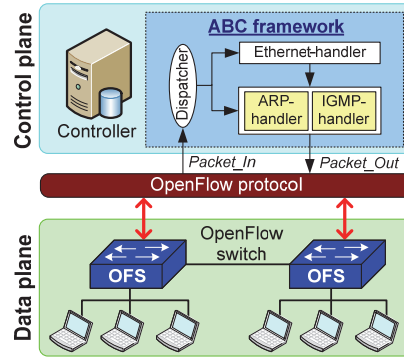 Control plane
ABC framework
Ethernet-handler
Dispatcher
ARP-
handler
IGMP-
handler
Controller
Packet_In
Packet_Out
OpenFlow protocol
Data plane
OpenFlow
switch
OFS
OFS